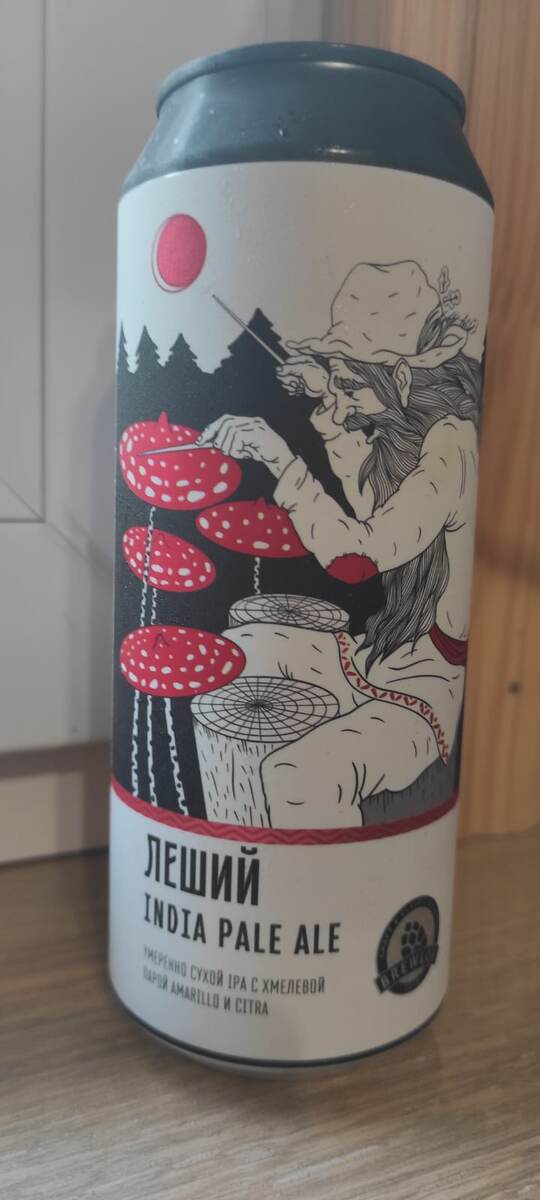 ЛЕШИЙ
INDIA PALE ALE
УМЕРЕННО СУХОЙ IPA С ХМЕЛЕВОЙ
ПАРОЙ AMARILLO И CITRA